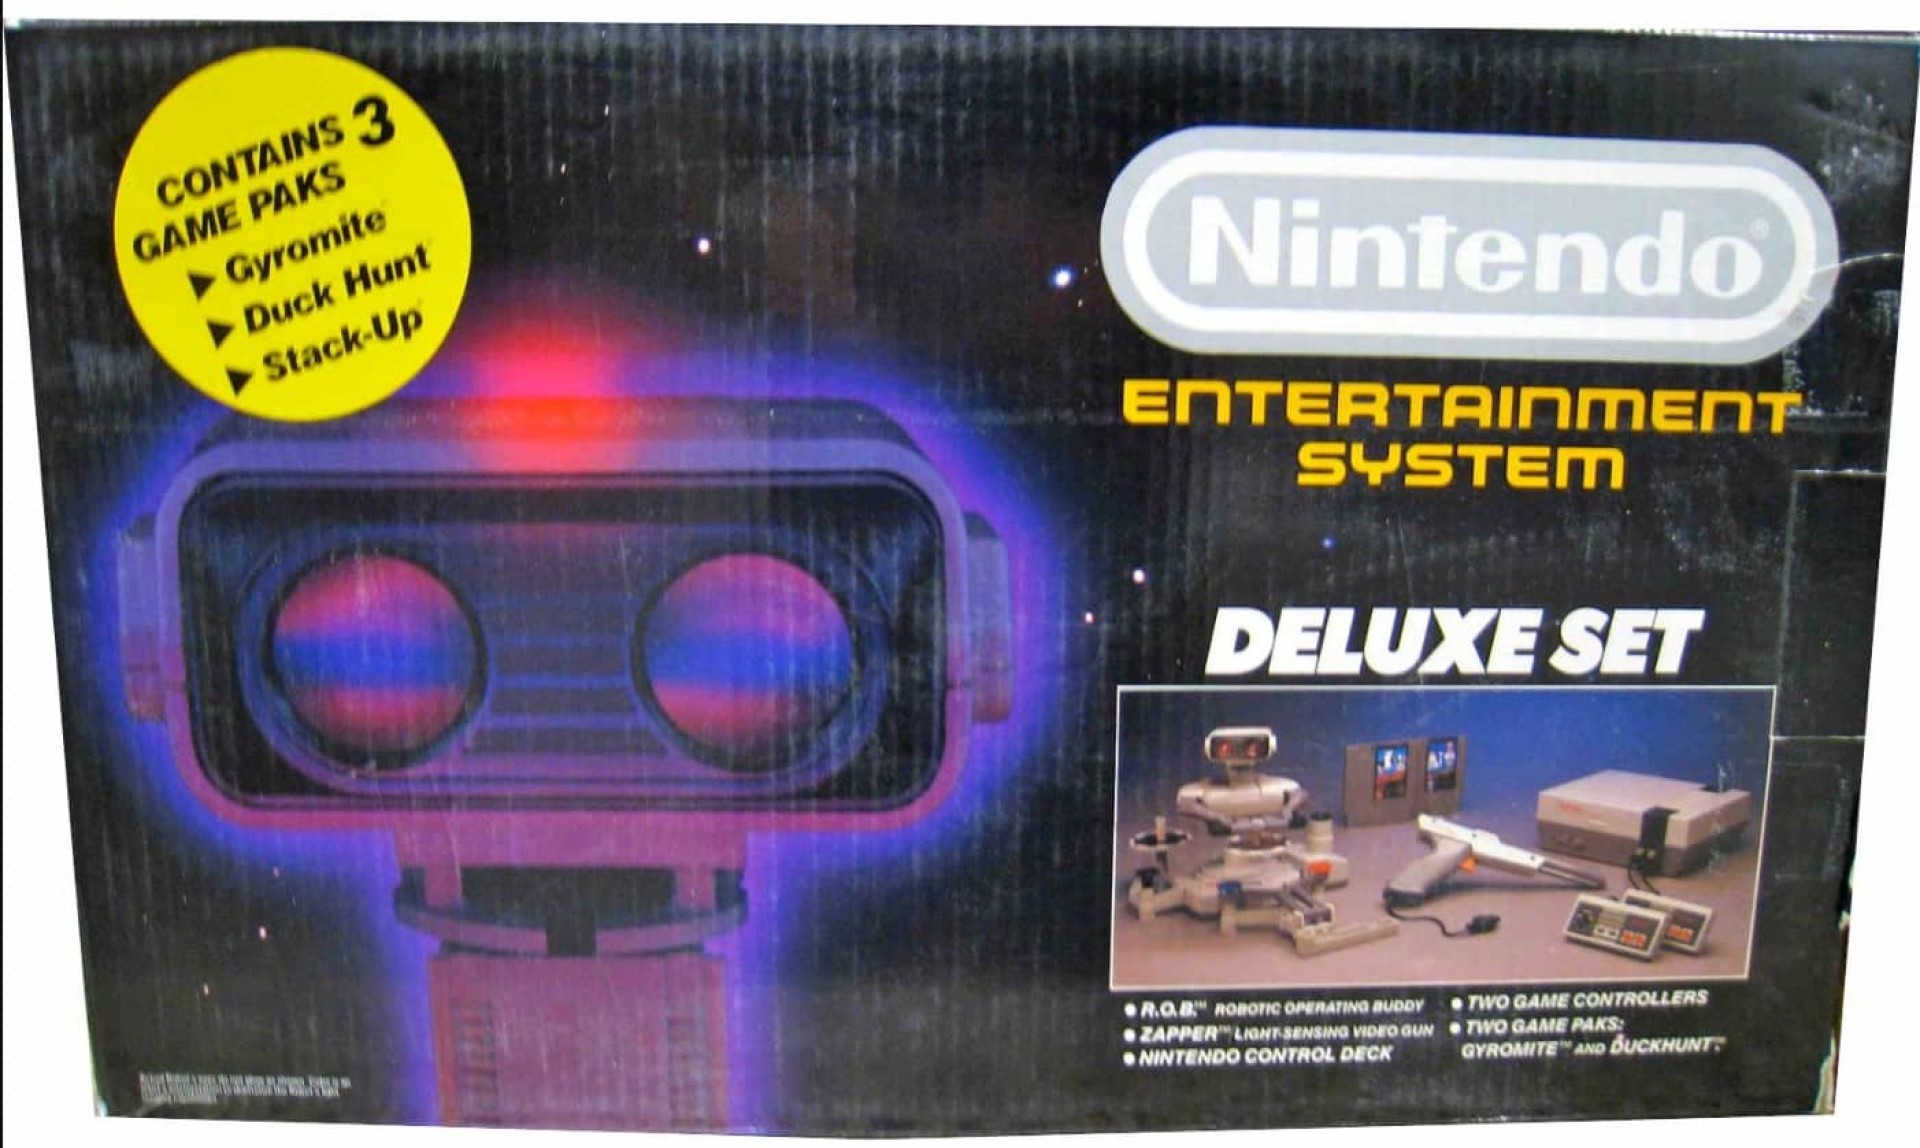 CONTAINS 3
GAME PAKS
▶ Gyromite
▶ Duck Hunt
▶ Stack-Up
Nintendo®
ENTERTAINMENT
SYSTEM
DELUXE SET
• R.O.B.™ ROBOTIC OPERATING BUDDY
• ZAPPER™ LIGHT-SENSING VIDEO GUN
• NINTENDO CONTROL DECK
• TWO GAME CONTROLLERS
• TWO GAME PAKS:
GYROMITE™ AND DUCKHUNT™.